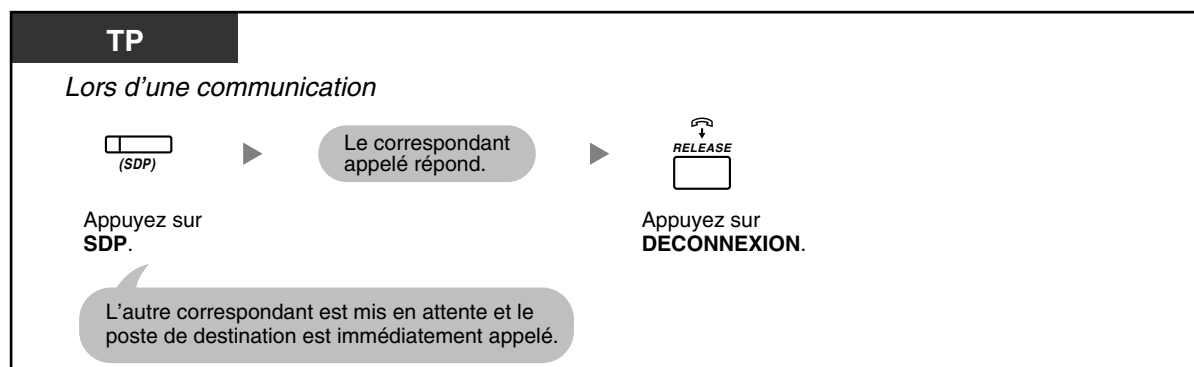 TP
Lors d’une communication
(SDP)
Le correspondant
appelé répond.
RELEASE
Appuyez sur
SDP.
Appuyez sur
DECONNEXION.
L’autre correspondant est mis en attente et le
poste de destination est immédiatement appelé.